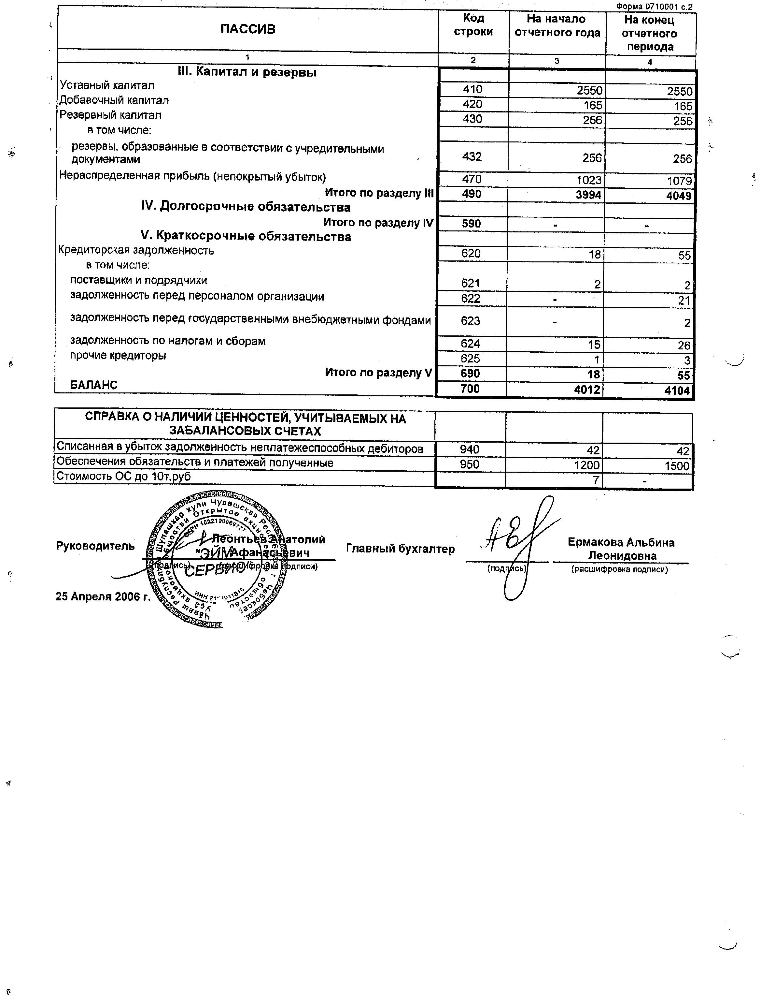 Форма 0710001 с.2
ПАССИВ
Код строки
На начало отчетного года
На конец отчетного периода
1 2 3 4
III. Капитал и резервы
Уставный капитал 410 2550 2550
Добавочный капитал 420 165 165
Резервный капитал 430 256 256
в том числе:
резервы, образованные в соответствии с учредительными
документами 432 256 256
Нераспределенная прибыль (непокрытый убыток) 470 1023 1079
Итого по разделу III 490 3994 4049
IV. Долгосрочные обязательства
Итого по разделу IV 590 - -
V. Краткосрочные обязательства
Кредиторская задолженность 620 18 55
в том числе:
поставщики и подрядчики 621 2 2
задолженность перед персоналом организации 622 - 21
задолженность перед государственными внебюджетными фондами 623 - 2
задолженность по налогам и сборам 624 15 26
прочие кредиторы 625 1 3
Итого по разделу V 690 18 55
БАЛАНС 700 4012 4104
СПРАВКА О НАЛИЧИИ ЦЕННОСТЕЙ, УЧИТЫВАЕМЫХ НА
ЗАБАЛАНСОВЫХ СЧЕТАХ
Списанная в убыток задолженность неплатежеспособных дебиторов 940 42 42
Обеспечения обязательств и платежей полученные 950 1200 1500
Стоимость ОС до 10т.руб 7 -
Руководитель
Леонтьев Анатолий
Афанасьевич
(подпись) (расшифровка подписи)
Главный бухгалтер
(подпись)
Ермакова Альбина
Леонидовна
(расшифровка подписи)
25 Апреля 2006 г.
Шупашкар хули Чувашская Республика г.
Открытое акционерное общество
"ЭЙМ
СЕРВИС"